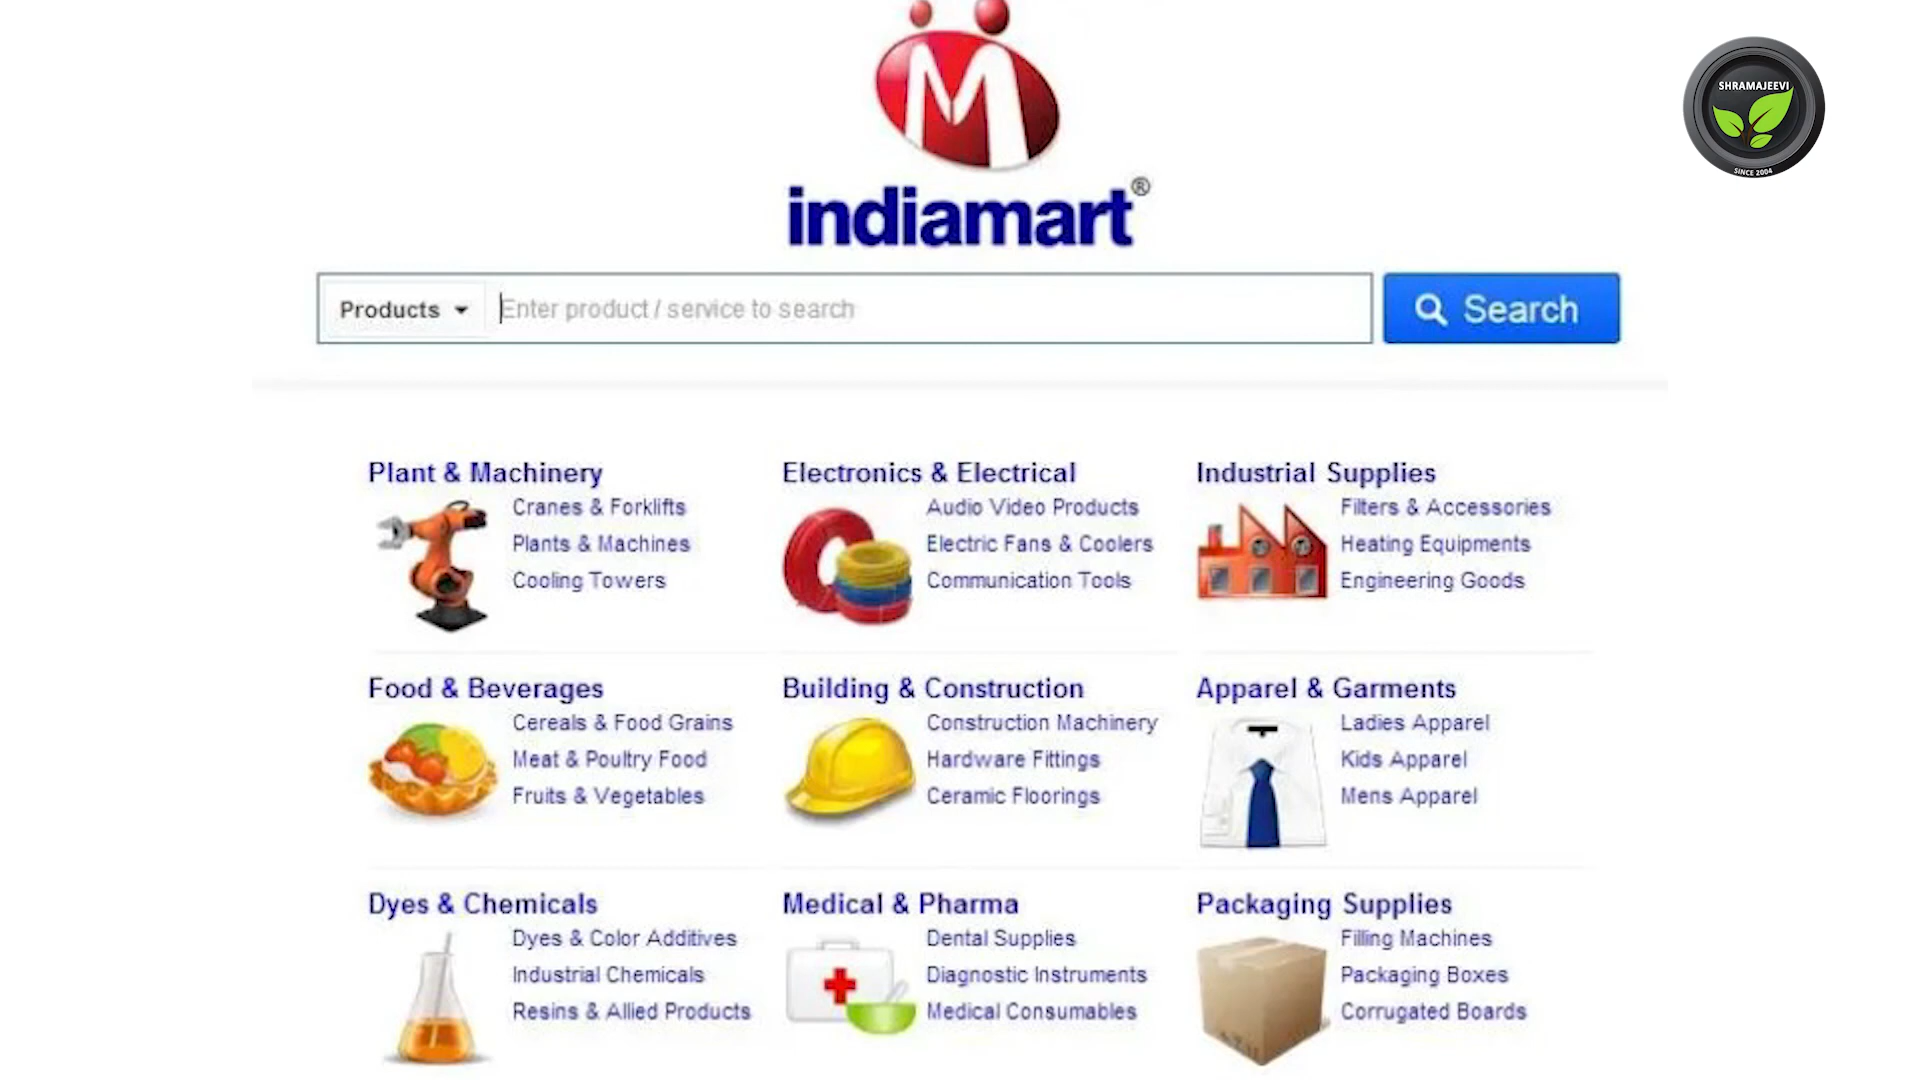 SHRAMAJEEVI
SINCE 2004
indiamart®
Products
Enter product / service to search
Search
Plant & Machinery
Cranes & Forklifts
Plants & Machines
Cooling Towers
Electronics & Electrical
Audio Video Products
Electric Fans & Coolers
Communication Tools
Industrial Supplies
Filters & Accessories
Heating Equipments
Engineering Goods
Food & Beverages
Cereals & Food Grains
Meat & Poultry Food
Fruits & Vegetables
Building & Construction
Construction Machinery
Hardware Fittings
Ceramic Floorings
Apparel & Garments
Ladies Apparel
Kids Apparel
Mens Apparel
Dyes & Chemicals
Dyes & Color Additives
Industrial Chemicals
Resins & Allied Products
Medical & Pharma
Dental Supplies
Diagnostic Instruments
Medical Consumables
Packaging Supplies
Filling Machines
Packaging Boxes
Corrugated Boards